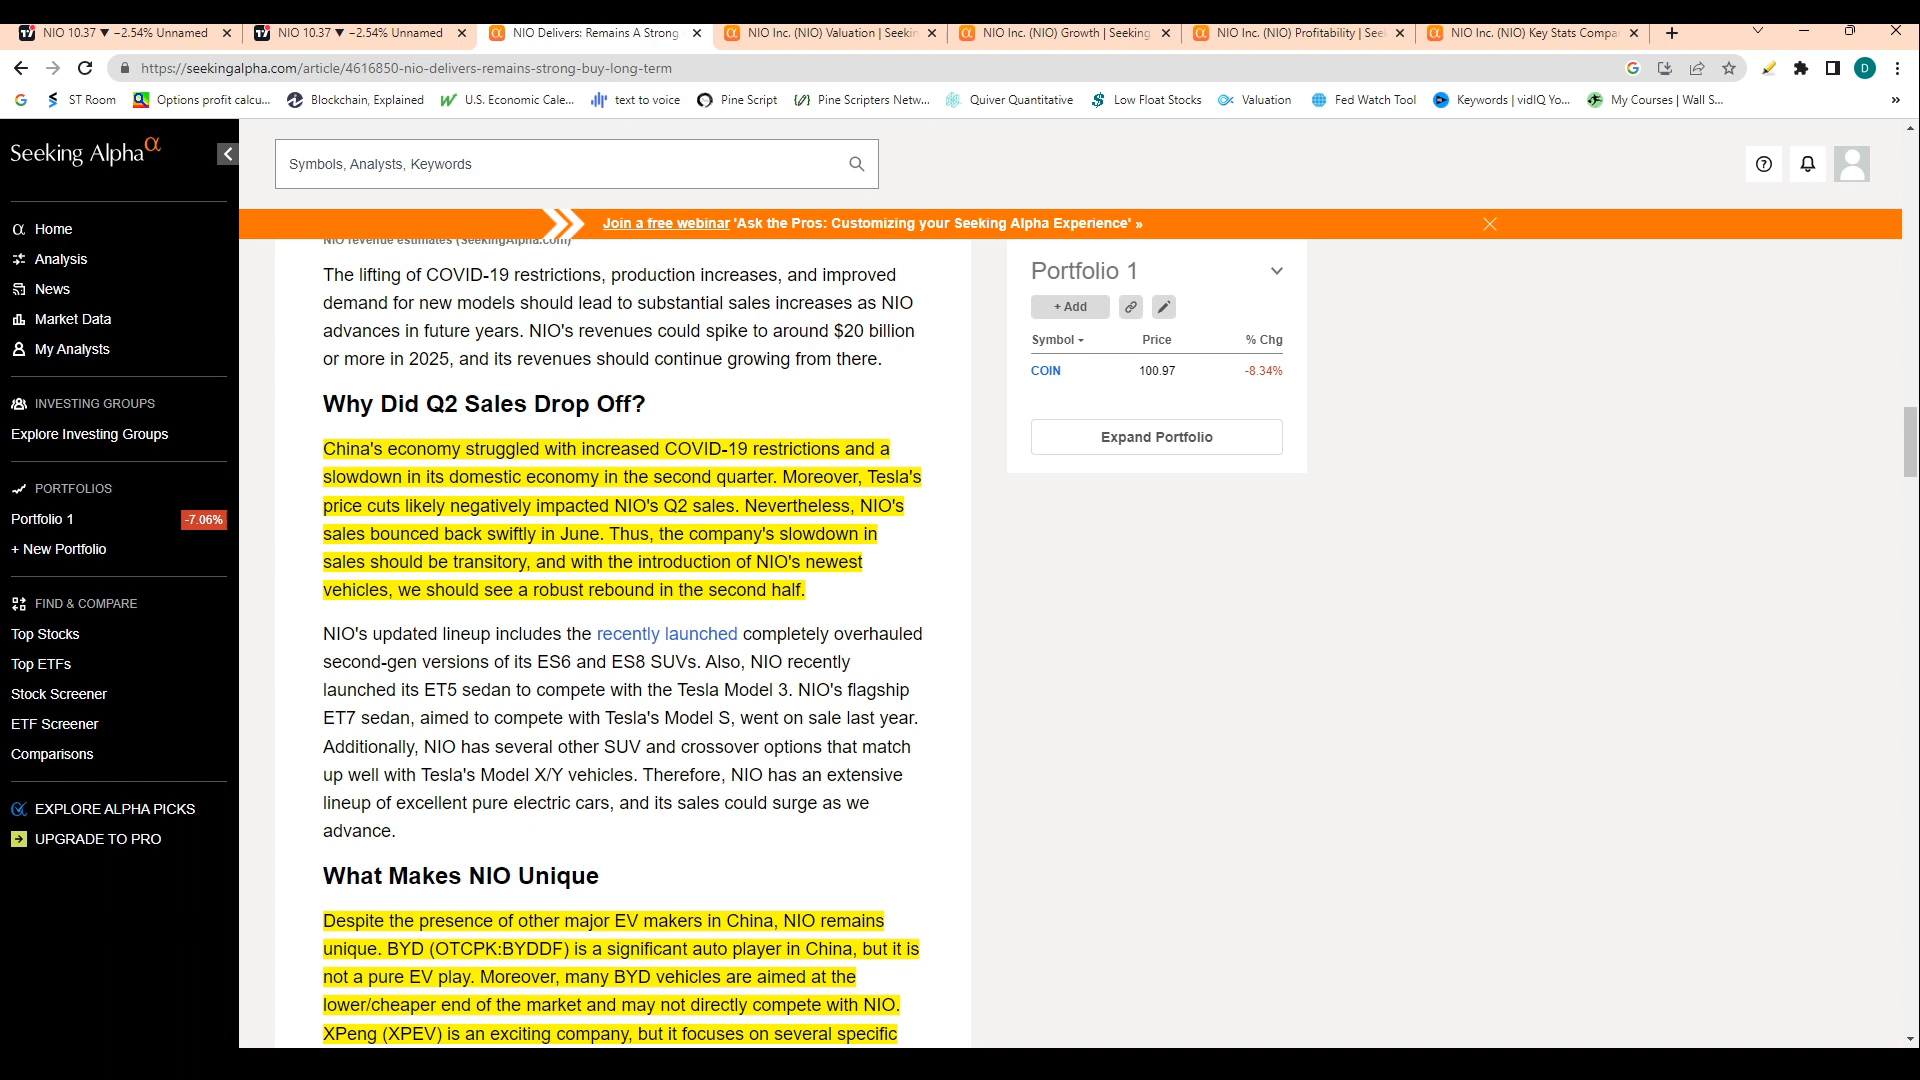 NIO 10.37 ▼ −2.54% Unnamed
NIO 10.37 ▼ −2.54% Unnamed
NIO Delivers: Remains A Strong
NIO Inc. (NIO) Valuation | Seekin
NIO Inc. (NIO) Growth | Seeking
NIO Inc. (NIO) Profitability | See
NIO Inc. (NIO) Key Stats Compa
https://seekingalpha.com/article/4616850-nio-delivers-remains-strong-buy-long-term
D
ST Room
Options profit calcu...
Blockchain, Explained
U.S. Economic Cale...
text to voice
Pine Script
Pine Scripters Netw...
Quiver Quantitative
Low Float Stocks
Valuation
Fed Watch Tool
Keywords | vidIQ Yo...
My Courses | Wall S...
»
Seeking Alpha α
Symbols, Analysts, Keywords
Join a free webinar 'Ask the Pros: Customizing your Seeking Alpha Experience' »
Home
Analysis
News
Market Data
My Analysts
INVESTING GROUPS
Explore Investing Groups
PORTFOLIOS
Portfolio 1
-7.06%
+ New Portfolio
FIND & COMPARE
Top Stocks
Top ETFs
Stock Screener
ETF Screener
Comparisons
EXPLORE ALPHA PICKS
UPGRADE TO PRO
NIO revenue estimates (SeekingAlpha.com)
The lifting of COVID-19 restrictions, production increases, and improved
demand for new models should lead to substantial sales increases as NIO
advances in future years. NIO's revenues could spike to around $20 billion
or more in 2025, and its revenues should continue growing from there.
Why Did Q2 Sales Drop Off?
China's economy struggled with increased COVID-19 restrictions and a
slowdown in its domestic economy in the second quarter. Moreover, Tesla's
price cuts likely negatively impacted NIO's Q2 sales. Nevertheless, NIO's
sales bounced back swiftly in June. Thus, the company's slowdown in
sales should be transitory, and with the introduction of NIO's newest
vehicles, we should see a robust rebound in the second half.
NIO's updated lineup includes the recently launched completely overhauled
second-gen versions of its ES6 and ES8 SUVs. Also, NIO recently
launched its ET5 sedan to compete with the Tesla Model 3. NIO's flagship
ET7 sedan, aimed to compete with Tesla's Model S, went on sale last year.
Additionally, NIO has several other SUV and crossover options that match
up well with Tesla's Model X/Y vehicles. Therefore, NIO has an extensive
lineup of excellent pure electric cars, and its sales could surge as we
advance.
What Makes NIO Unique
Despite the presence of other major EV makers in China, NIO remains
unique. BYD (OTCPK:BYDDF) is a significant auto player in China, but it is
not a pure EV play. Moreover, many BYD vehicles are aimed at the
lower/cheaper end of the market and may not directly compete with NIO.
XPeng (XPEV) is an exciting company, but it focuses on several specific
Portfolio 1
+ Add
Symbol Price % Chg
COIN 100.97 -8.34%
Expand Portfolio